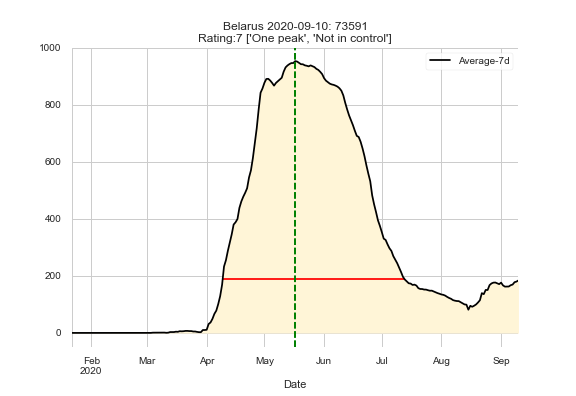 Belarus 2020-09-10: 73591
Rating:7 ['One peak', 'Not in control']
Average-7d
1000
800
600
400
200
0
Feb
2020
Mar
Apr
May
Jun
Jul
Aug
Sep
Date